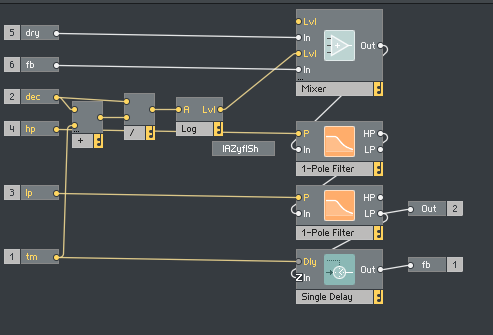 5 dry
6 fb
2 dec
4 hp
3 lp
1 tm
+
/
A Lvl
Log
IAZyfISh
Lvl
In Out
Lvl
In
Mixer
P HP
In LP
1-Pole Filter
P HP
In LP
1-Pole Filter
Out 2
Dly
Z In Out
Single Delay
fb 1